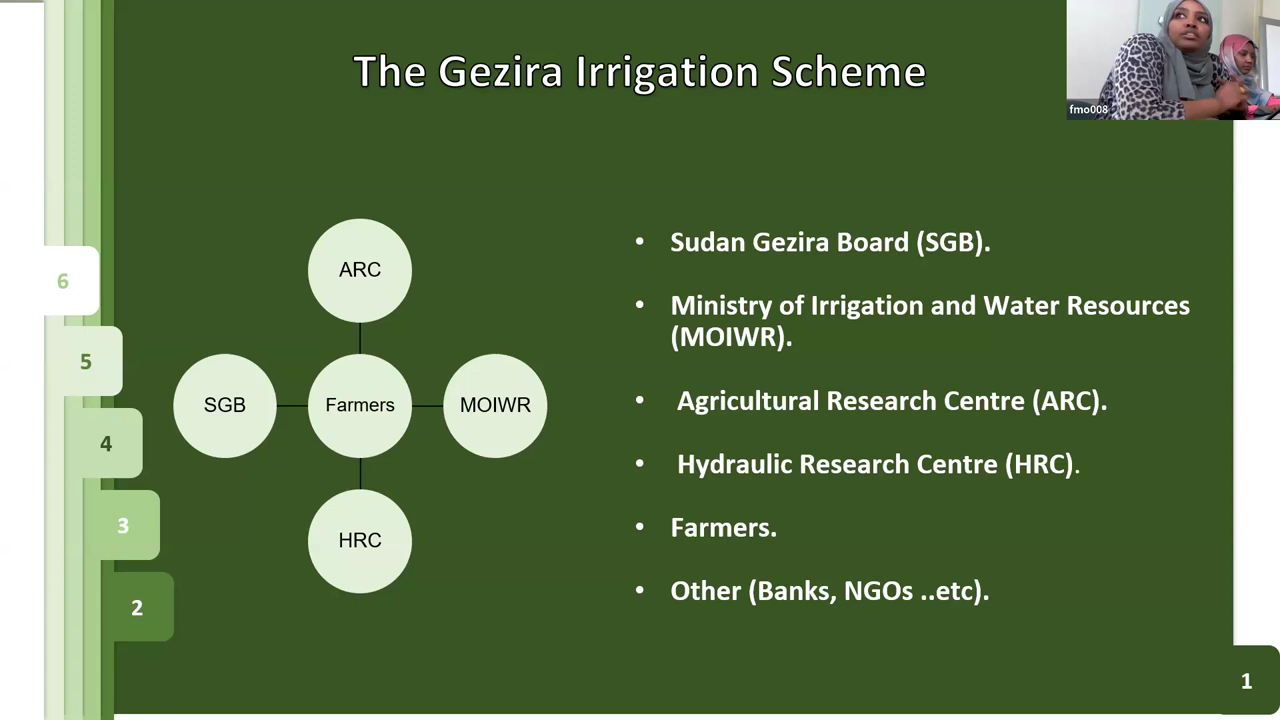 The Gezira Irrigation Scheme
fmo008
ARC
SGB
Farmers
MOIWR
HRC
• Sudan Gezira Board (SGB).
• Ministry of Irrigation and Water Resources
(MOIWR).
• Agricultural Research Centre (ARC).
• Hydraulic Research Centre (HRC).
• Farmers.
• Other (Banks, NGOs ..etc).
6
5
4
3
2
1